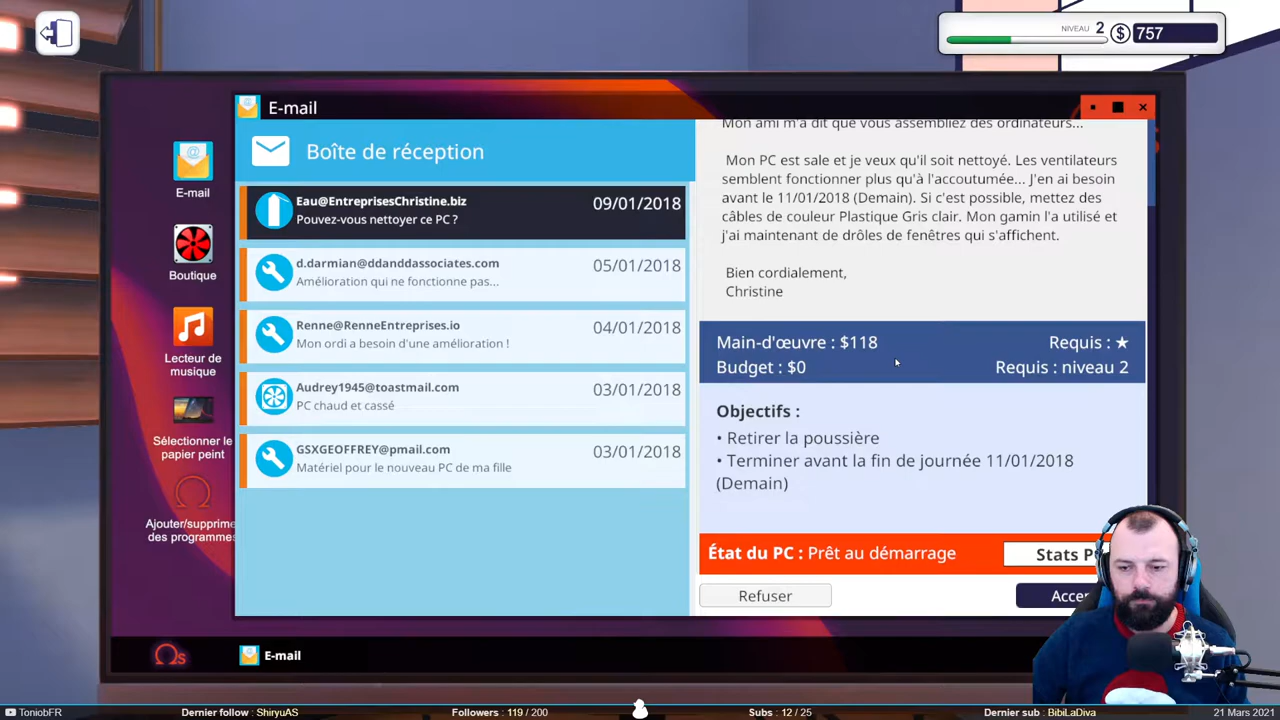 NIVEAU 2 $ 757
E-mail
Boîte de réception
E-mail
Boutique
Lecteur de
musique
Sélectionner le
papier peint
Ajouter/supprime
des programmes
Eau@EntreprisesChristine.biz 09/01/2018
Pouvez-vous nettoyer ce PC ?
d.darmian@ddanddassociates.com 05/01/2018
Amélioration qui ne fonctionne pas...
Renne@RenneEntreprises.io 04/01/2018
Mon ordi a besoin d'une amélioration !
Audrey1945@toastmail.com 03/01/2018
PC chaud et cassé
GSXGEOFFREY@pmail.com 03/01/2018
Matériel pour le nouveau PC de ma fille
Mon ami m'a dit que vous assembliez des ordinateurs...
Mon PC est sale et je veux qu'il soit nettoyé. Les ventilateurs
semblent fonctionner plus qu'à l'accoutumée... J'en ai besoin
avant le 11/01/2018 (Demain). Si c'est possible, mettez des
câbles de couleur Plastique Gris clair. Mon gamin l'a utilisé et
j'ai maintenant de drôles de fenêtres qui s'affichent.
Bien cordialement,
Christine
Main-d'œuvre : $118 Requis : ★
Budget : $0 Requis : niveau 2
Objectifs :
• Retirer la poussière
• Terminer avant la fin de journée 11/01/2018
(Demain)
État du PC : Prêt au démarrage Stats P
Refuser Accep
Ωs E-mail
ToniobFR Dernier follow : ShiryuAS Followers : 119 / 200 Subs : 12 / 25 Dernier sub : BibiLaDiva 21 Mars 2021